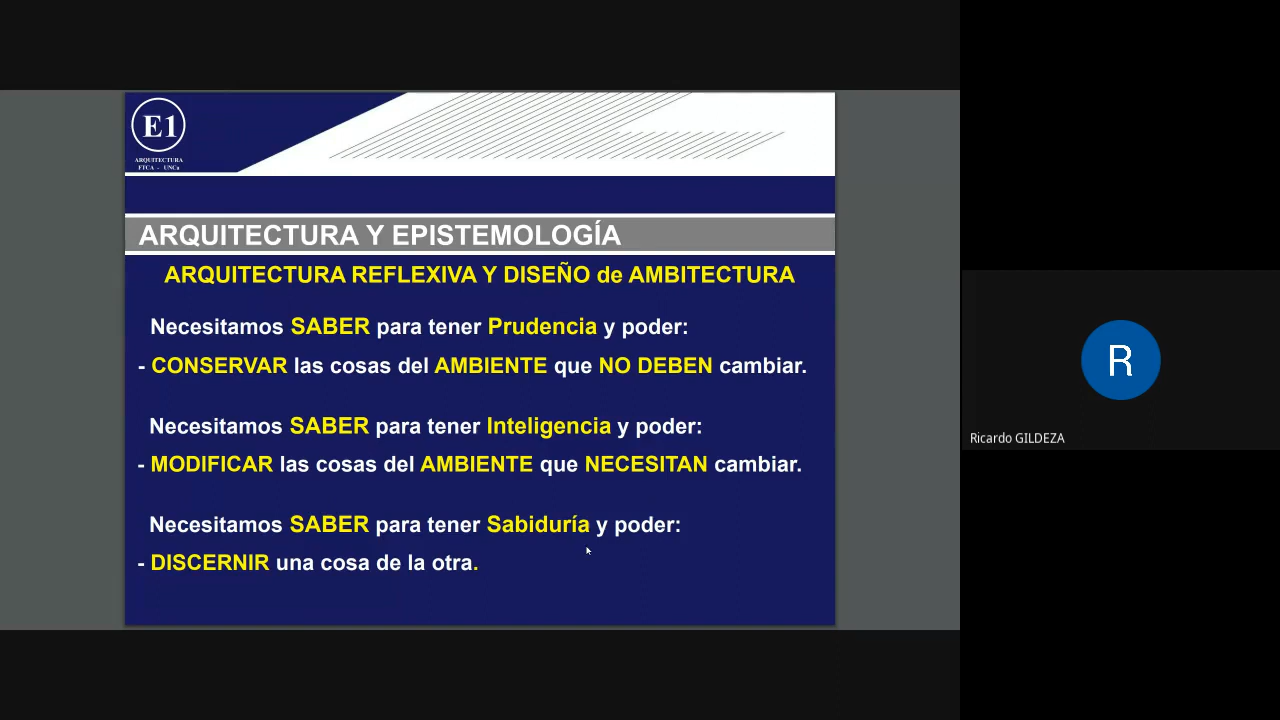 E1
ARQUITECTURA
FTCA - UNCa
ARQUITECTURA Y EPISTEMOLOGÍA
ARQUITECTURA REFLEXIVA Y DISEÑO de AMBITECTURA
Necesitamos SABER para tener Prudencia y poder:
- CONSERVAR las cosas del AMBIENTE que NO DEBEN cambiar.
Necesitamos SABER para tener Inteligencia y poder:
- MODIFICAR las cosas del AMBIENTE que NECESITAN cambiar.
Necesitamos SABER para tener Sabiduría y poder:
- DISCERNIR una cosa de la otra.
R
Ricardo GILDEZA